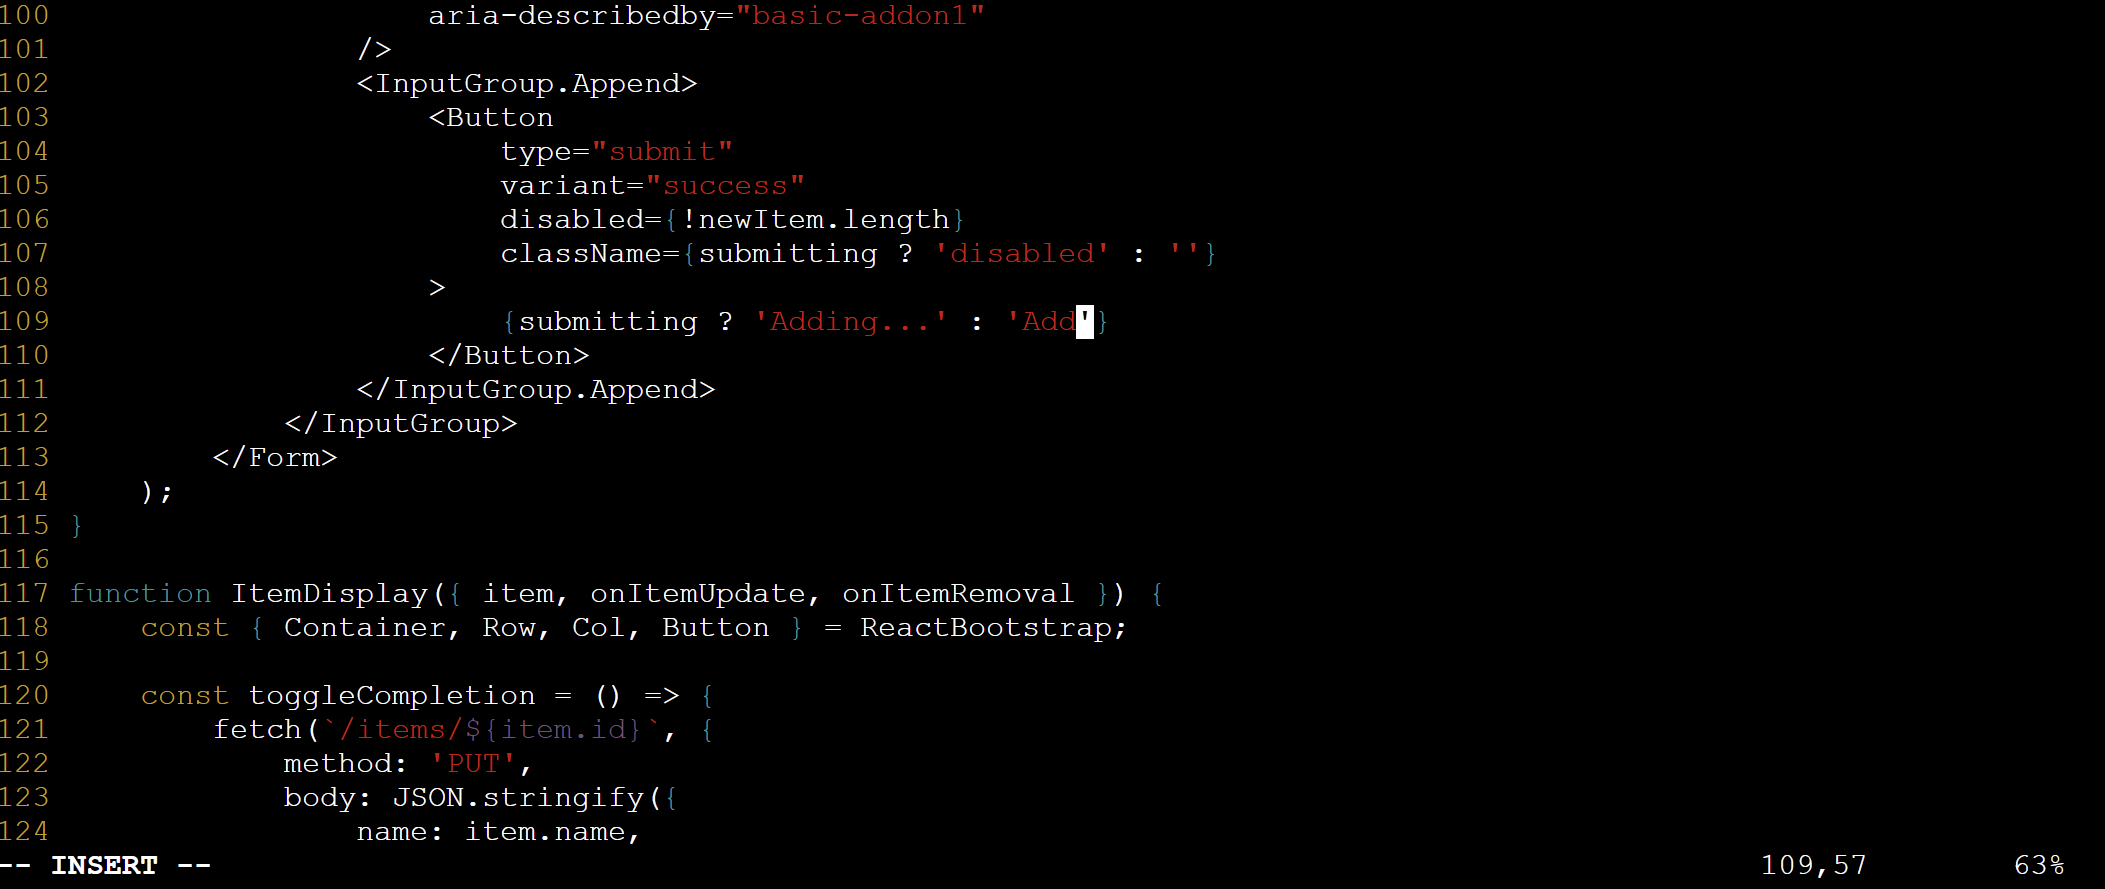 100                     aria-describedby="basic-addon1"
101                 />
102                 <InputGroup.Append>
103                     <Button
104                         type="submit"
105                         variant="success"
106                         disabled={!newItem.length}
107                         className={submitting ? 'disabled' : ''}
108                     >
109                         {submitting ? 'Adding...' : 'Add'}
110                     </Button>
111                 </InputGroup.Append>
112             </InputGroup>
113         </Form>
114     );
115 }
116
117 function ItemDisplay({ item, onItemUpdate, onItemRemoval }) {
118     const { Container, Row, Col, Button } = ReactBootstrap;
119
120     const toggleCompletion = () => {
121         fetch(`/items/${item.id}`, {
122             method: 'PUT',
123             body: JSON.stringify({
124                 name: item.name,
-- INSERT --                                                                                      109,57        63%